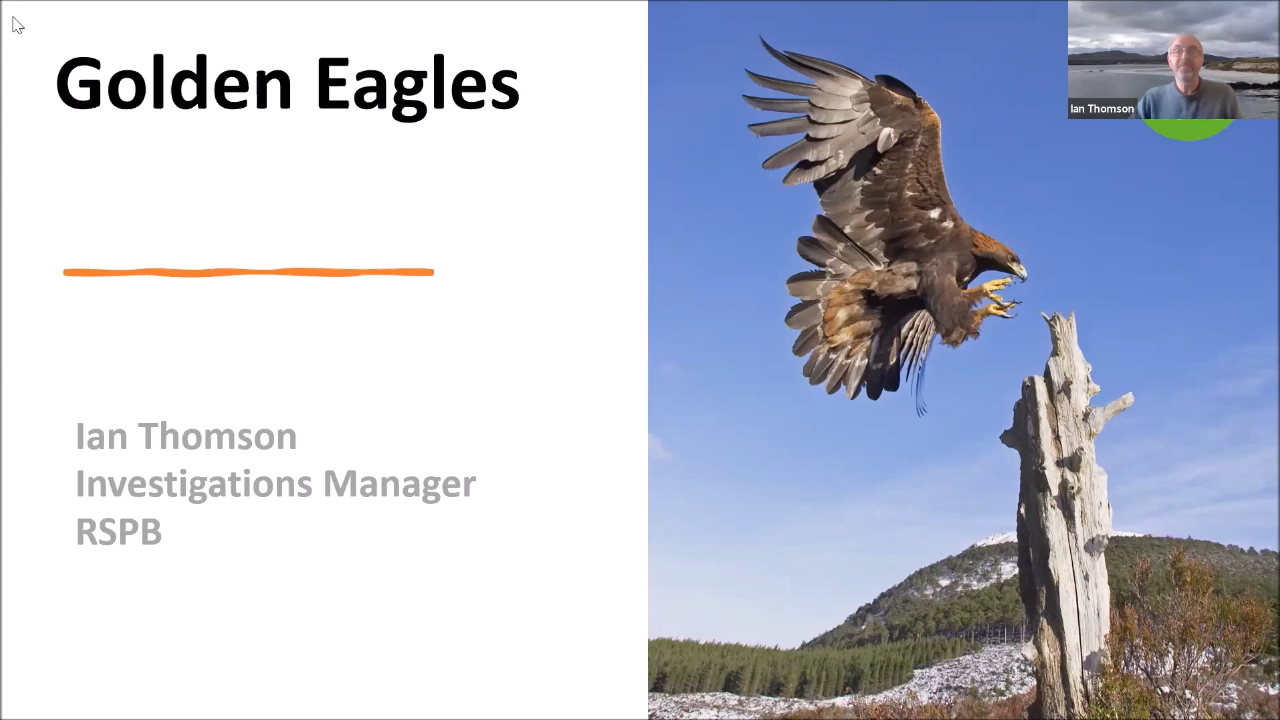 Golden Eagles
Ian Thomson
Investigations Manager
RSPB
Ian Thomson